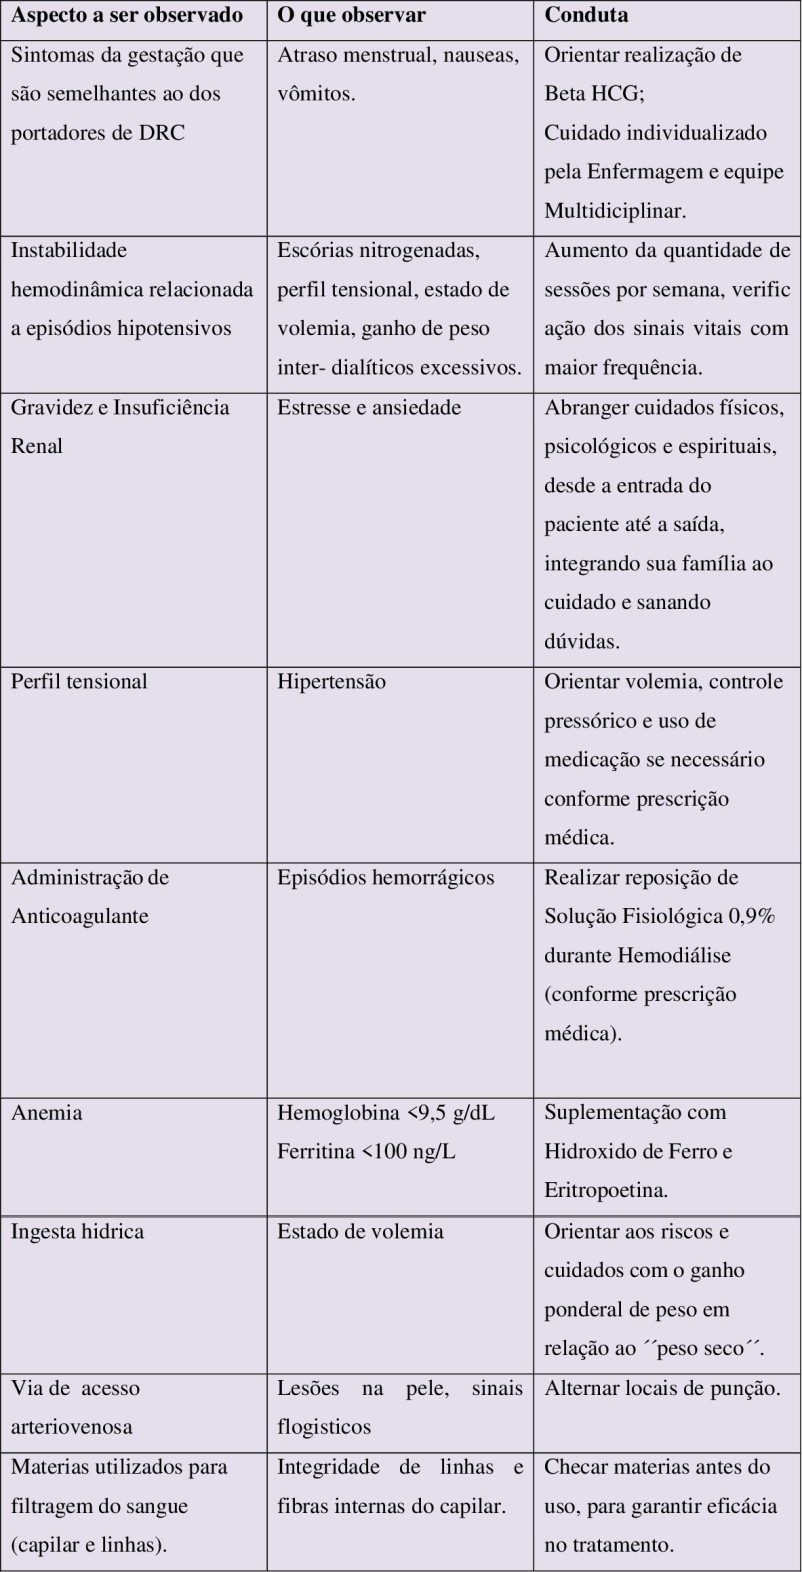 Aspecto a ser observado
O que observar
Conduta
Sintomas da gestação que
são semelhantes ao dos
portadores de DRC
Atraso menstrual, nauseas,
vômitos.
Orientar realização de
Beta HCG;
Cuidado individualizado
pela Enfermagem e equipe
Multidiciplinar.
Instabilidade
hemodinâmica relacionada
a episódios hipotensivos
Escórias nitrogenadas,
perfil tensional, estado de
volemia, ganho de peso
inter- dialíticos excessivos.
Aumento da quantidade de
sessões por semana, verific
ação dos sinais vitais com
maior frequência.
Gravidez e Insuficiência
Renal
Estresse e ansiedade
Abranger cuidados físicos,
psicológicos e espirituais,
desde a entrada do
paciente até a saída,
integrando sua família ao
cuidado e sanando
dúvidas.
Perfil tensional
Hipertensão
Orientar volemia, controle
pressórico e uso de
medicação se necessário
conforme prescrição
médica.
Administração de
Anticoagulante
Episódios hemorrágicos
Realizar reposição de
Solução Fisiológica 0,9%
durante Hemodiálise
(conforme prescrição
médica).
Anemia
Hemoglobina <9,5 g/dL
Ferritina <100 ng/L
Suplementação com
Hidroxido de Ferro e
Eritropoetina.
Ingesta hidrica
Estado de volemia
Orientar aos riscos e
cuidados com o ganho
ponderal de peso em
relação ao ´´peso seco´´.
Via de acesso
arteriovenosa
Lesões na pele, sinais
flogisticos
Alternar locais de punção.
Materias utilizados para
filtragem do sangue
(capilar e linhas).
Integridade de linhas e
fibras internas do capilar.
Checar materias antes do
uso, para garantir eficácia
no tratamento.